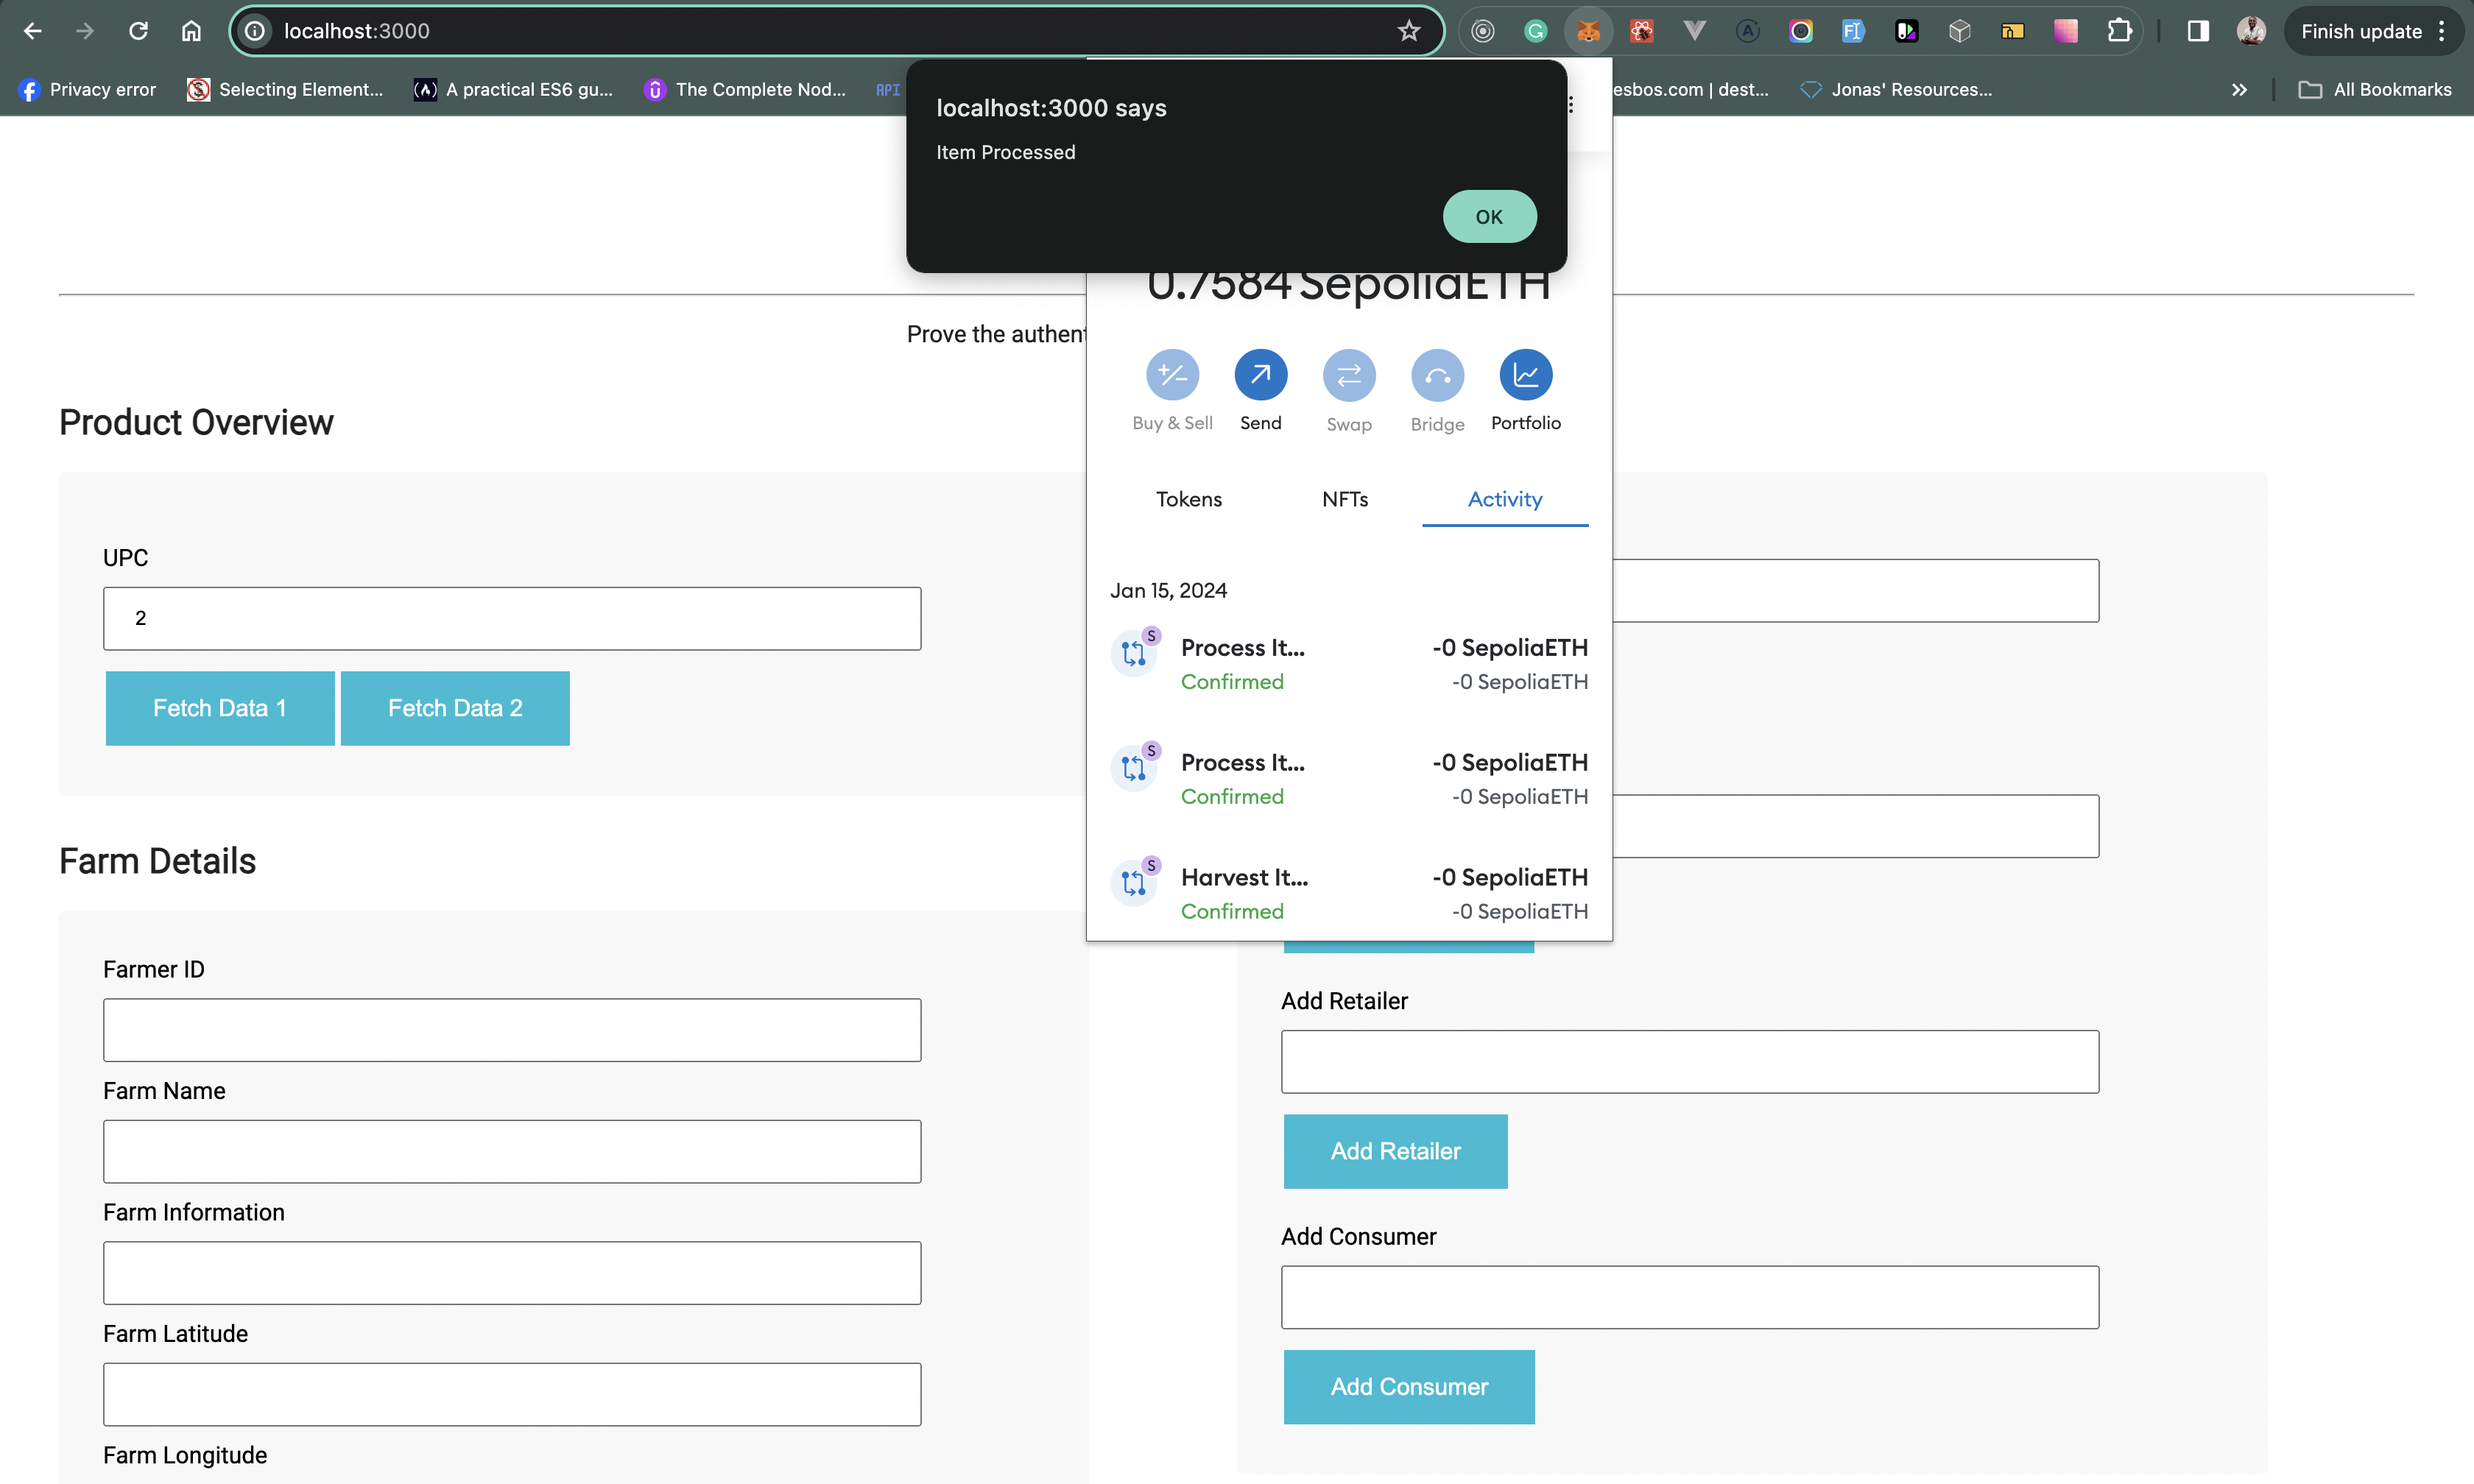 localhost:3000
Finish update
Privacy error
Selecting Element...
A practical ES6 gu...
The Complete Nod...
API
esbos.com | dest...
Jonas' Resources...
All Bookmarks
localhost:3000 says
Item Processed
OK
0.7584 SepoliaETH
Prove the authent
Buy & Sell
Send
Swap
Bridge
Portfolio
Product Overview
Tokens
NFTs
Activity
UPC
2
Fetch Data 1
Fetch Data 2
Jan 15, 2024
S
Process It...
-0 SepoliaETH
Confirmed
-0 SepoliaETH
S
Process It...
-0 SepoliaETH
Confirmed
-0 SepoliaETH
S
Harvest It...
-0 SepoliaETH
Confirmed
-0 SepoliaETH
Farm Details
Farmer ID
Farm Name
Farm Information
Farm Latitude
Farm Longitude
Add Retailer
Add Retailer
Add Consumer
Add Consumer